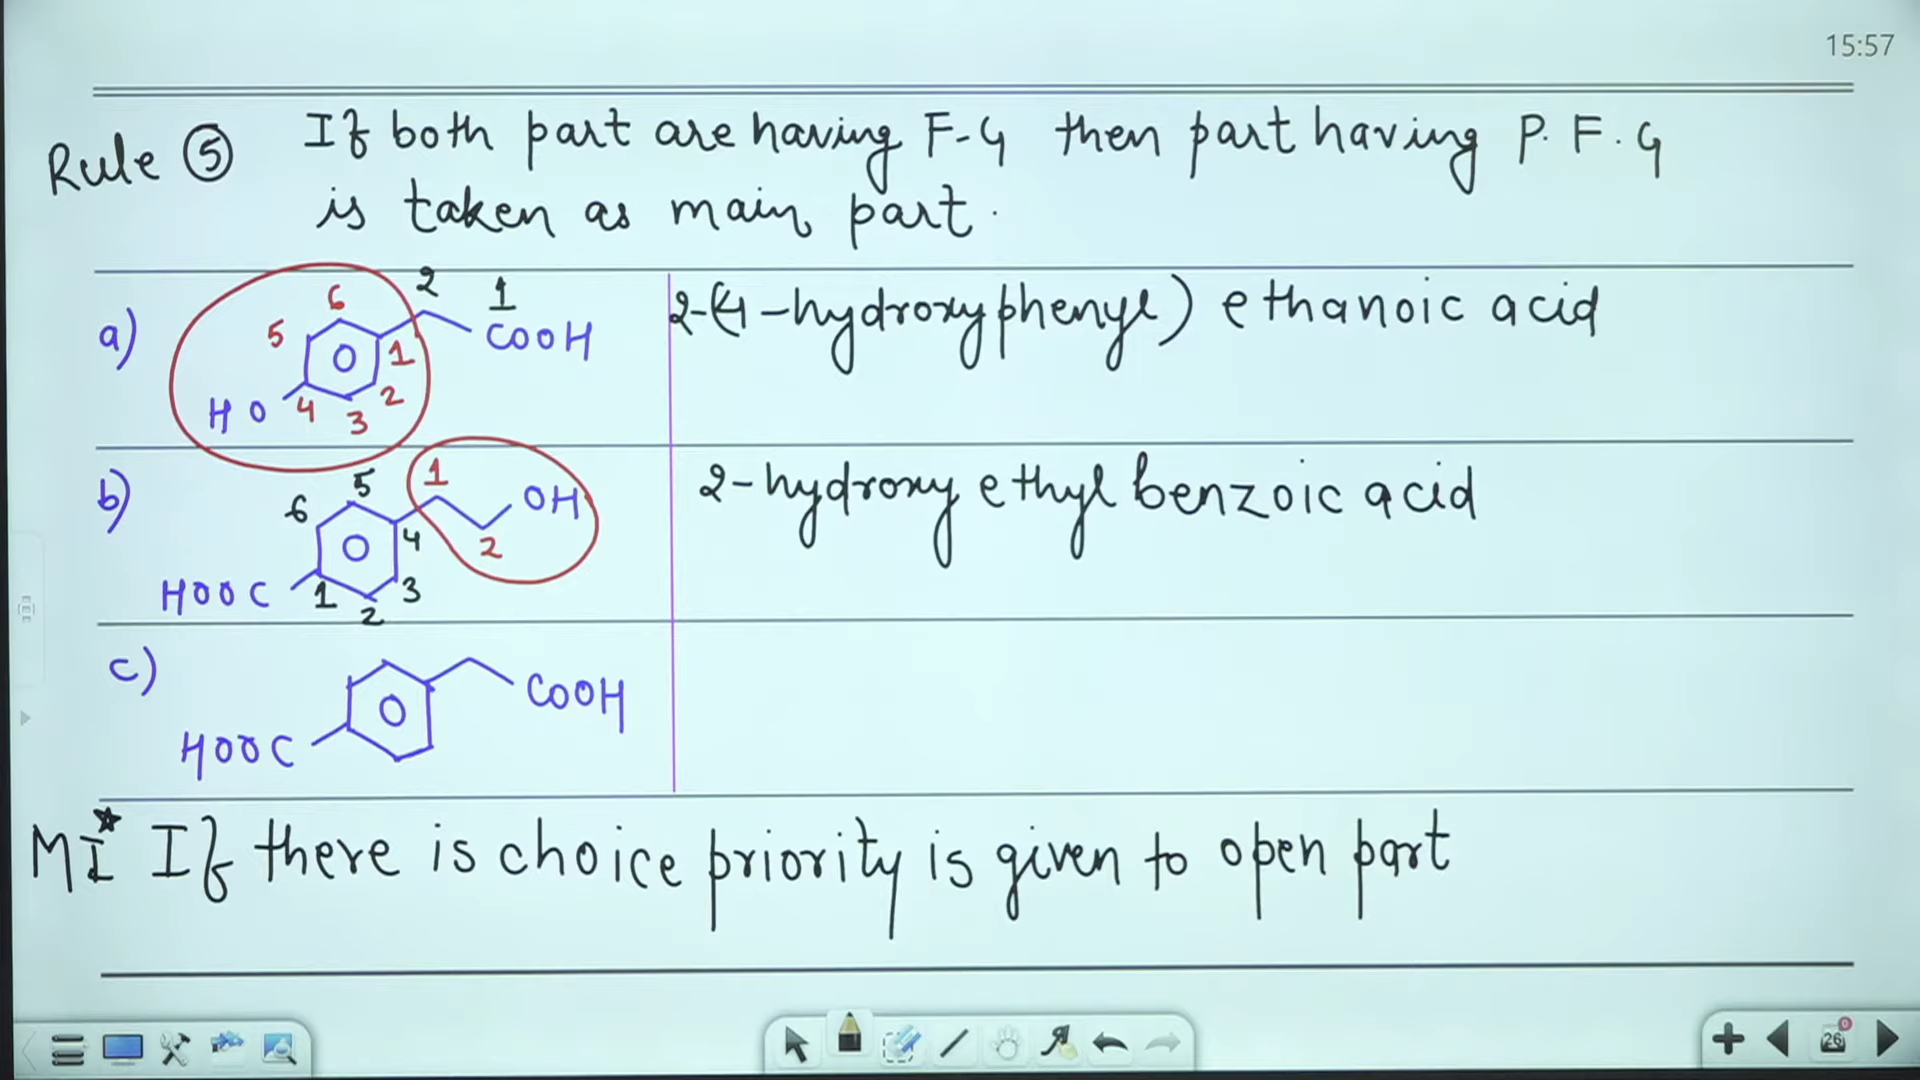 15:57
Rule ⑤ If both part are having F-G then part having P.F.G
is taken as main part.
a)
6
5
1
4
3
2
HO
2
1
COOH
2-(4-hydroxyphenyl) ethanoic acid
b)
5
6
4
3
2
1
HOOC
1
2
OH
2-hydroxy ethyl benzoic acid
c)
COOH
HOOC
MI* If there is choice priority is given to open part
26
0